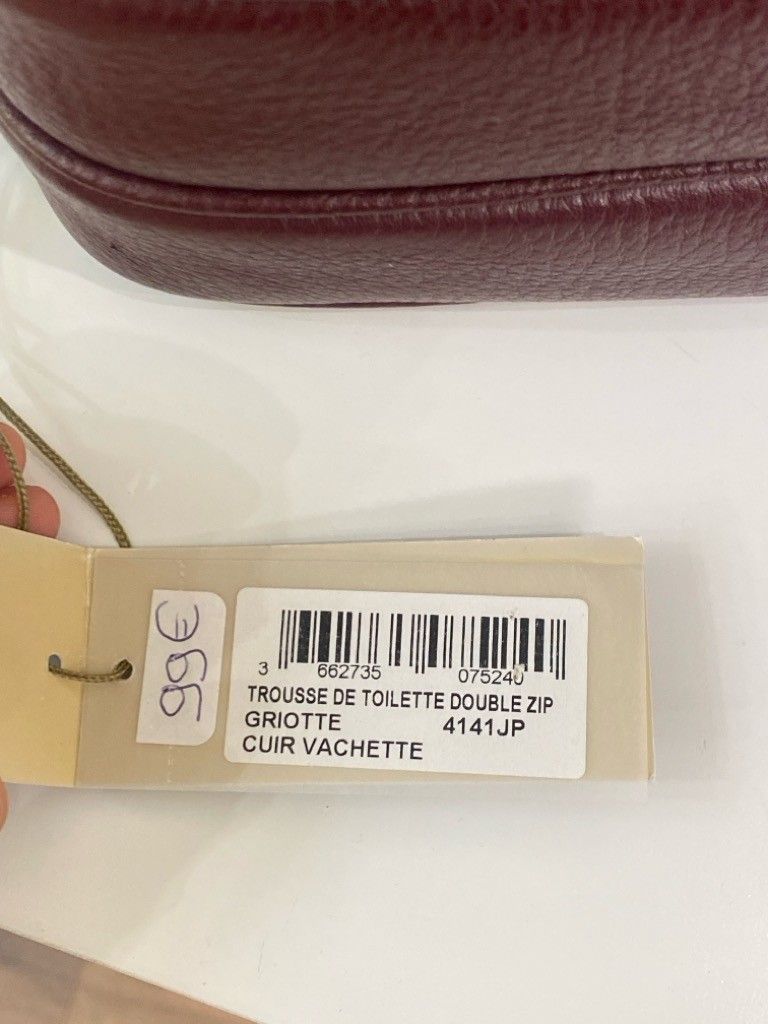 99€
3 662735 075240
TROUSSE DE TOILETTE DOUBLE ZIP
GRIOTTE 4141JP
CUIR VACHETTE